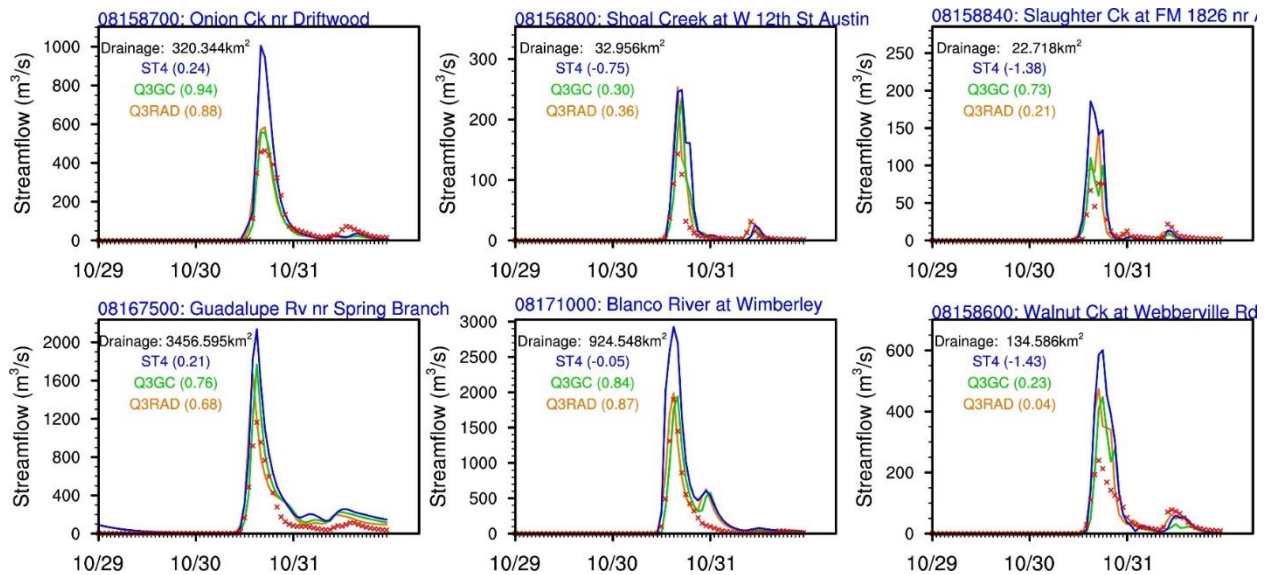 08158700: Onion Ck nr Driftwood
Streamflow (m³/s)
1000
800
600
400
200
0
Drainage: 320.344km²
ST4 (0.24)
Q3GC (0.94)
Q3RAD (0.88)
10/29 10/30 10/31
08156800: Shoal Creek at W 12th St Austin
Streamflow (m³/s)
300
200
100
0
Drainage: 32.956km²
ST4 (-0.75)
Q3GC (0.30)
Q3RAD (0.36)
10/29 10/30 10/31
08158840: Slaughter Ck at FM 1826 nr
Streamflow (m³/s)
250
200
150
100
50
0
Drainage: 22.718km²
ST4 (-1.38)
Q3GC (0.73)
Q3RAD (0.21)
10/29 10/30 10/31
08167500: Guadalupe Rv nr Spring Branch
Streamflow (m³/s)
2000
1600
1200
800
400
0
Drainage: 3456.595km²
ST4 (0.21)
Q3GC (0.76)
Q3RAD (0.68)
10/29 10/30 10/31
08171000: Blanco River at Wimberley
Streamflow (m³/s)
3000
2500
2000
1500
1000
500
0
Drainage: 924.548km²
ST4 (-0.05)
Q3GC (0.84)
Q3RAD (0.87)
10/29 10/30 10/31
08158600: Walnut Ck at Webberville Rd
Streamflow (m³/s)
600
400
200
0
Drainage: 134.586km²
ST4 (-1.43)
Q3GC (0.23)
Q3RAD (0.04)
10/29 10/30 10/31